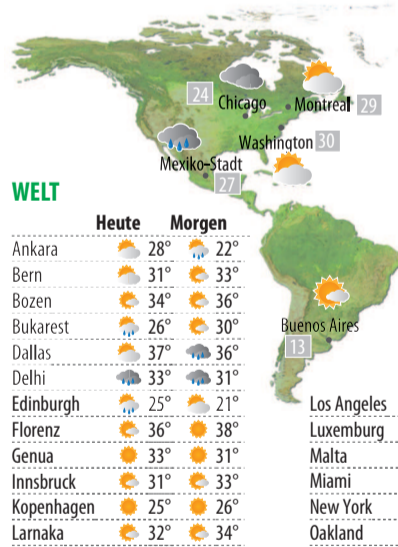 24
Chicago
Montreal 29
Washington 30
Mexiko-Stadt
27
WELT
Heute Morgen
Ankara 28° 22°
Bern 31° 33°
Bozen 34° 36°
Buenos Aires
13
Bukarest 26° 30°
Dallas 37° 36°
Delhi 33° 31°
Edinburgh 25° 21°
Florenz 36° 38°
Genua 33° 31°
Innsbruck 31° 33°
Kopenhagen 25° 26°
Larnaka 32° 34°
Los Angeles
Luxemburg
Malta
Miami
New York
Oakland